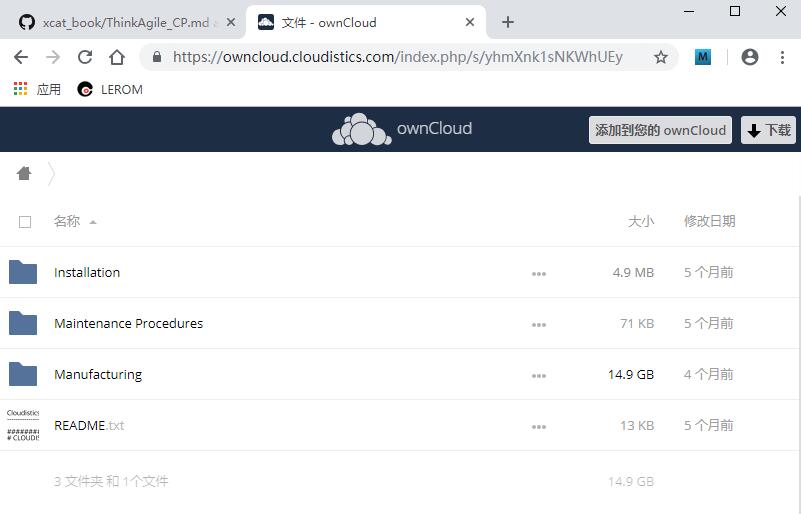 xcat_book/ThinkAgile_CP.md a
文件 - ownCloud
https://owncloud.cloudistics.com/index.php/s/yhmXnk1sNKWhUEy
M
应用 LEROM
ownCloud 添加到您的 ownCloud 下载
名称 大小 修改日期
Installation ••• 4.9 MB 5 个月前
Maintenance Procedures ••• 71 KB 5 个月前
Manufacturing ••• 14.9 GB 4 个月前
Cloudistics
########
# CLOUDIS
README.txt ••• 13 KB 5 个月前
3 文件夹 和 1个文件 14.9 GB